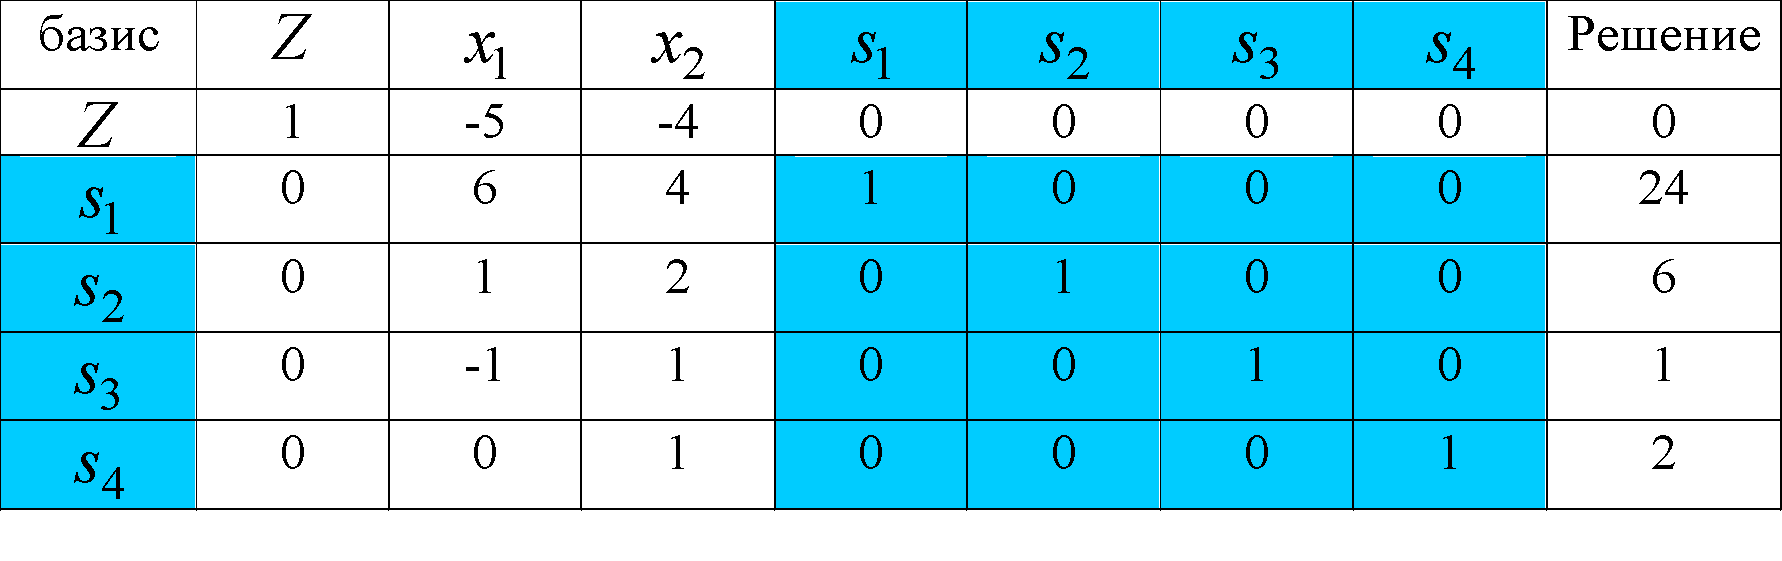 базис Z x₁ x₂ s₁ s₂ s₃ s₄ Решение
Z 1 -5 -4 0 0 0 0 0
s₁ 0 6 4 1 0 0 0 24
s₂ 0 1 2 0 1 0 0 6
s₃ 0 -1 1 0 0 1 0 1
s₄ 0 0 1 0 0 0 1 2